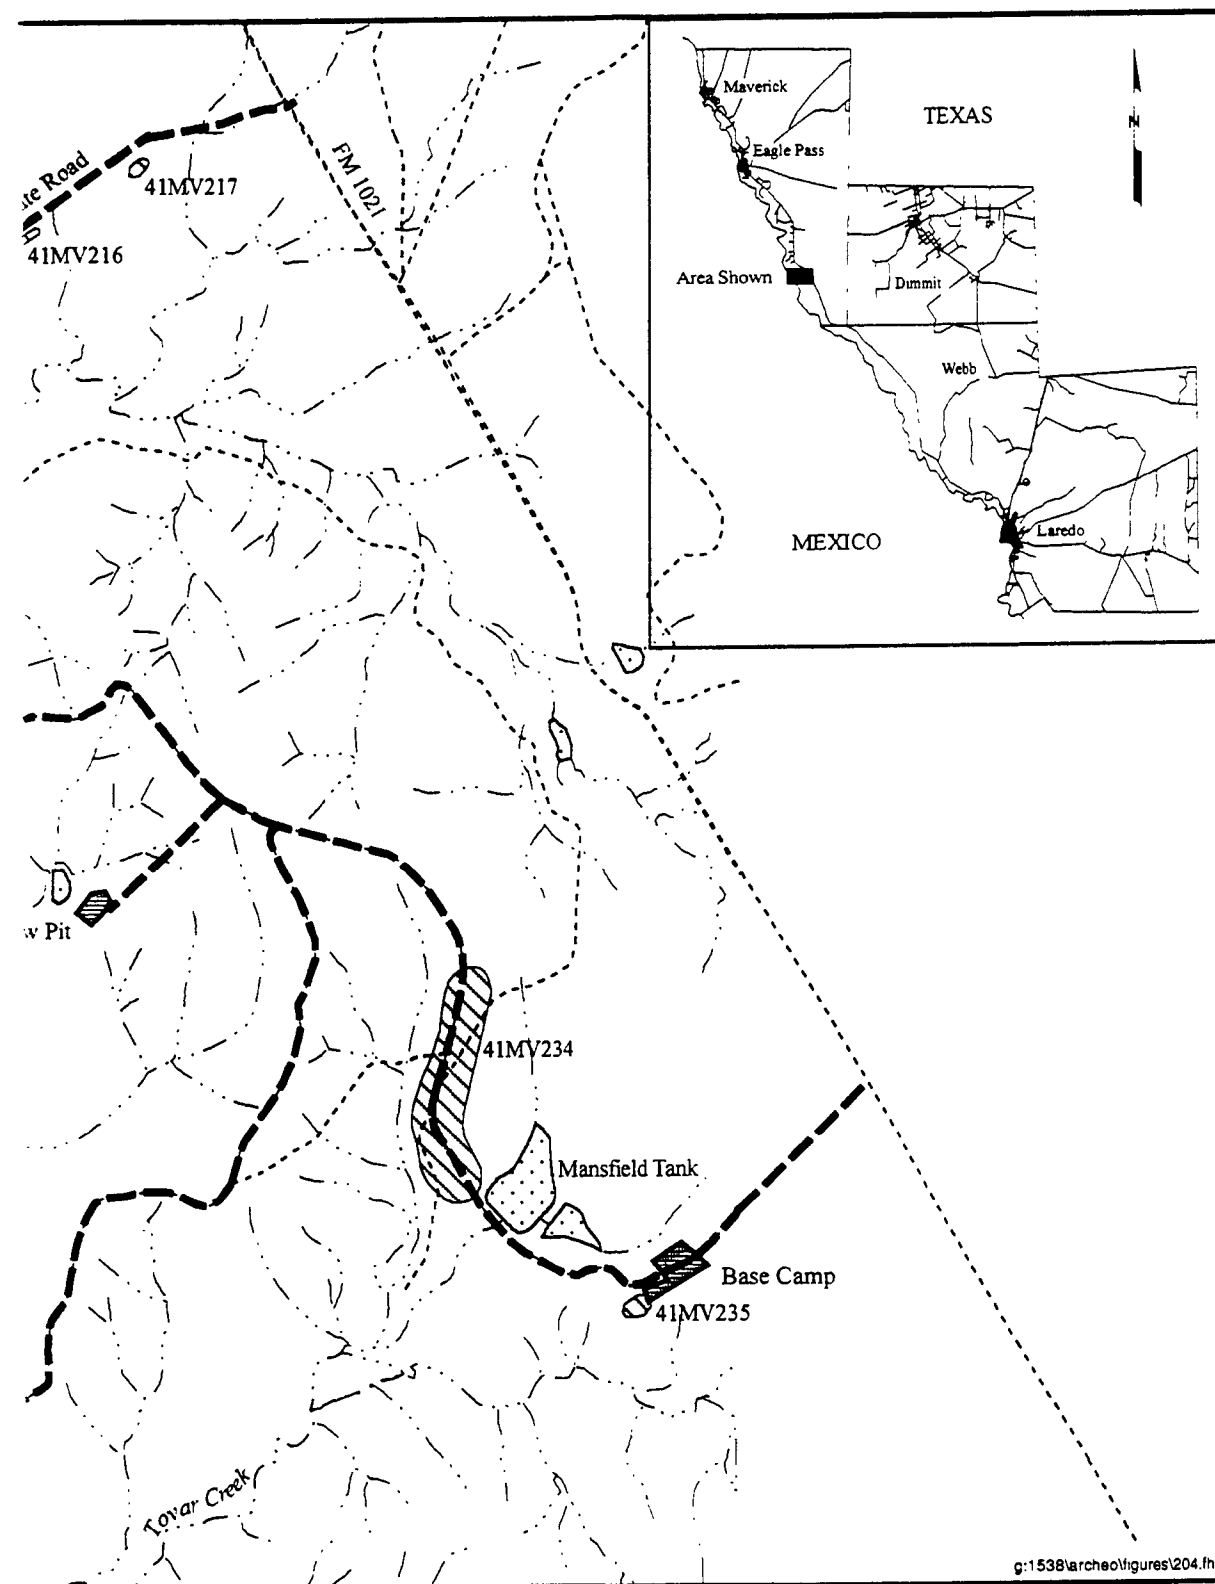 Road
41MV217
41MV216
FM 1021
Maverick
TEXAS
N
Eagle Pass
Area Shown
Dimmit
Webb
MEXICO
Laredo
Pit
41MV234
Mansfield Tank
Base Camp
41MV235
Tovar Creek
g:1538\archeo\figures\204.fh